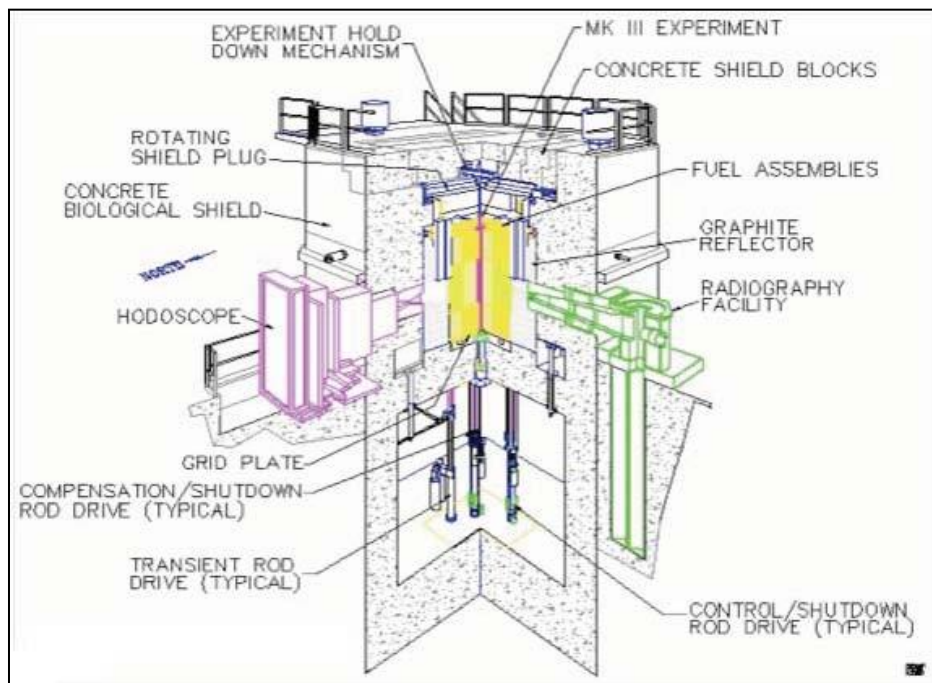 EXPERIMENT HOLD
DOWN MECHANISM
MK III EXPERIMENT
CONCRETE SHIELD BLOCKS
ROTATING
SHIELD PLUG
FUEL ASSEMBLIES
CONCRETE
BIOLOGICAL SHIELD
GRAPHITE
REFLECTOR
NORTH
RADIOGRAPHY
FACILITY
HODOSCOPE
GRID PLATE
COMPENSATION/SHUTDOWN
ROD DRIVE (TYPICAL)
TRANSIENT ROD
DRIVE (TYPICAL)
CONTROL/SHUTDOWN
ROD DRIVE (TYPICAL)